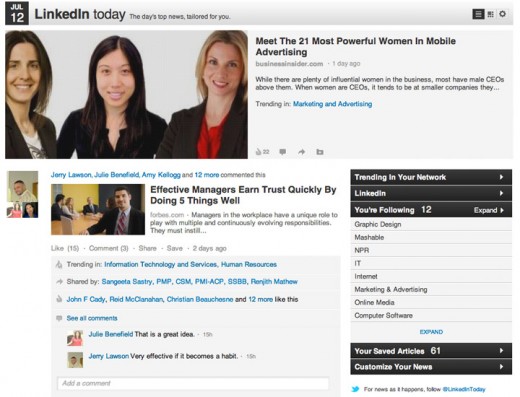 JUL
12
LinkedIn today The day's top news, tailored for you.
Meet The 21 Most Powerful Women In Mobile
Advertising
businessinsider.com · 1 day ago
While there are plenty of influential women in the business, most have male CEOs
above them. When women are CEOs, it tends to be at smaller companies they...
Trending in: Marketing and Advertising
22
Jerry Lawson, Julie Benefield, Amy Kellogg and 12 more commented this
Effective Managers Earn Trust Quickly By
Doing 5 Things Well
forbes.com · Managers in the workplace have a unique role to
play with multiple and continuously evolving responsibilities.
They must instill...
Like (15) · Comment (3) · Share · Save · 2 days ago
Trending in: Information Technology and Services, Human Resources
Shared by: Sangeeta Sastry, PMP, CSM, PMI-ACP, SSBB, Renjith Mathew
John F Cady, Reid McClanahan, Christian Beauchesne and 12 more like this
See all comments
Julie Benefield That is a great idea. · 15h
Jerry Lawson Very effective if it becomes a habit. · 15h
Add a comment
Trending In Your Network
LinkedIn
You're Following 12 Expand
Graphic Design
Mashable
NPR
IT
Internet
Marketing & Advertising
Online Media
Computer Software
EXPAND
Your Saved Articles 61
Customize Your News
For news as it happens, follow @LinkedInToday